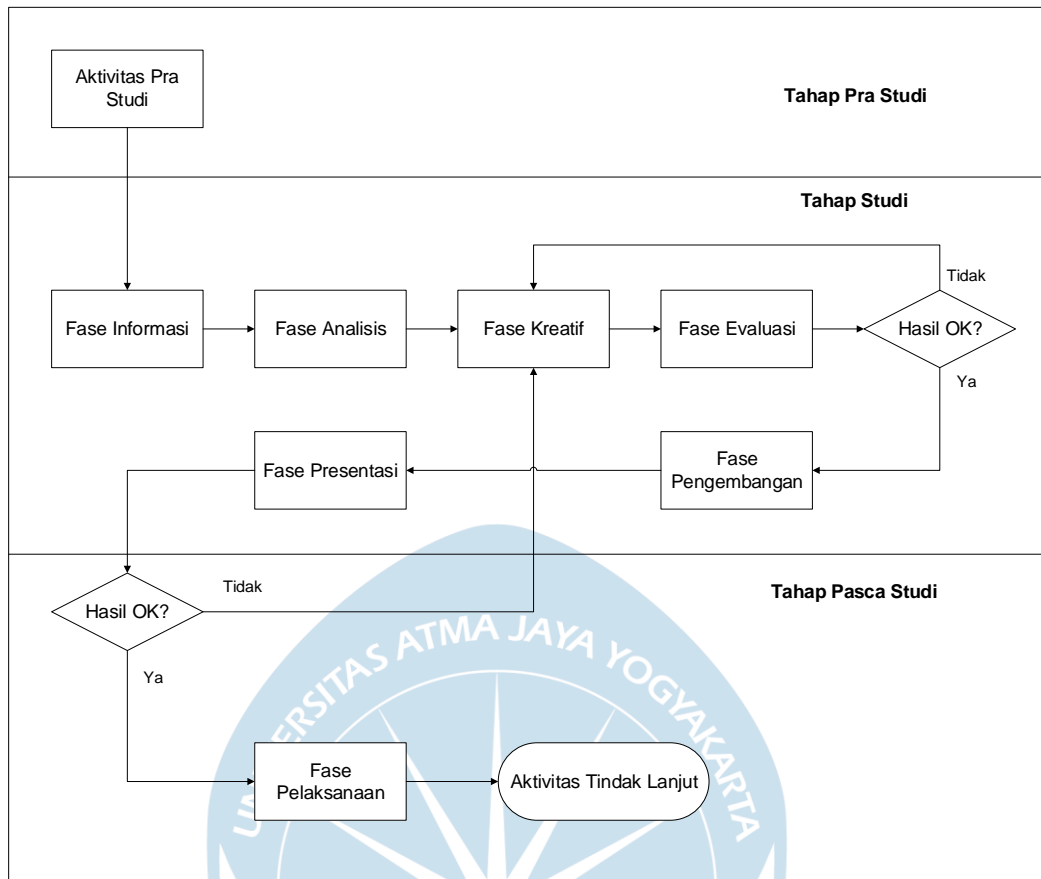 Aktivitas Pra
Studi
Tahap Pra Studi
Tahap Studi
Tidak
Fase Informasi
Fase Analisis
Fase Kreatif
Fase Evaluasi
Hasil OK?
Ya
Fase Presentasi
Fase
Pengembangan
Tahap Pasca Studi
Hasil OK?
Tidak
Ya
Fase
Pelaksanaan
Aktivitas Tindak Lanjut
UNIVERSITAS ATMA JAYA YOGYAKARTA